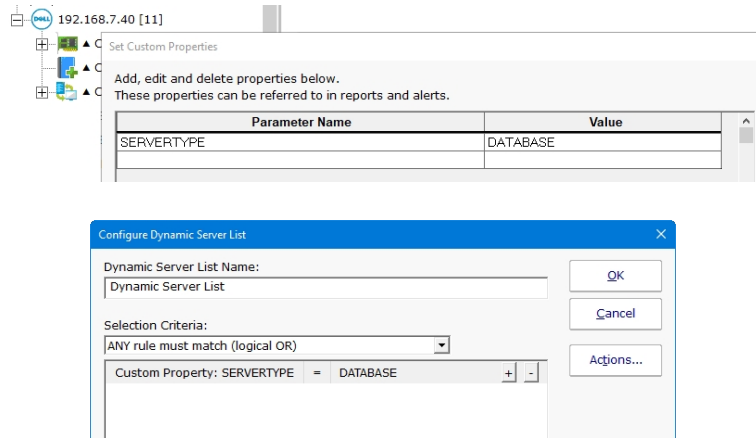 DELL
192.168.7.40 [11]
Set Custom Properties
Add, edit and delete properties below.
These properties can be referred to in reports and alerts.
Parameter Name Value
SERVERTYPE DATABASE
Configure Dynamic Server List
Dynamic Server List Name:
OK
Dynamic Server List
Cancel
Selection Criteria:
ANY rule must match (logical OR)
Actions...
Custom Property: SERVERTYPE = DATABASE + -